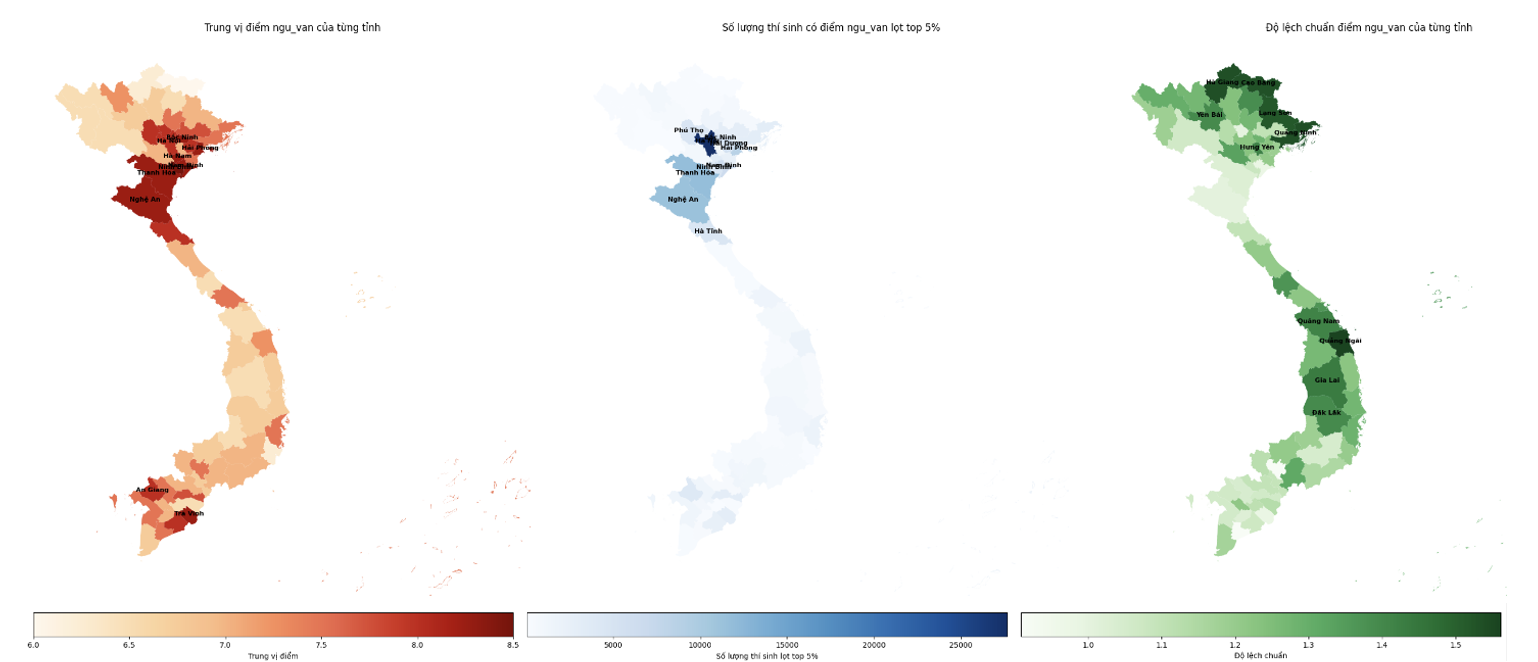 Trung vị điểm ngu_van của từng tỉnh
Hải Phòng
Hà Nam
Thanh Hóa
Nghệ An
An Giang
Trà Vinh
6.0 6.5 7.0 7.5 8.0 8.5
Trung vị điểm
Số lượng thí sinh có điểm ngu_van lọt top 5%
Phú Thọ
Ninh
Dương
Hải Phòng
Thanh Hóa
Nghệ An
Hà Tĩnh
5000 10000 15000 20000 25000
Số lượng thí sinh lọt top 5%
Độ lệch chuẩn điểm ngu_van của từng tỉnh
Hà Giang Cao Bằng
Yên Bái
Lạng Sơn
Quảng Ninh
Hưng Yên
Quảng Nam
Quảng Ngãi
Gia Lai
Đắk Lắk
1.0 1.1 1.2 1.3 1.4 1.5
Độ lệch chuẩn